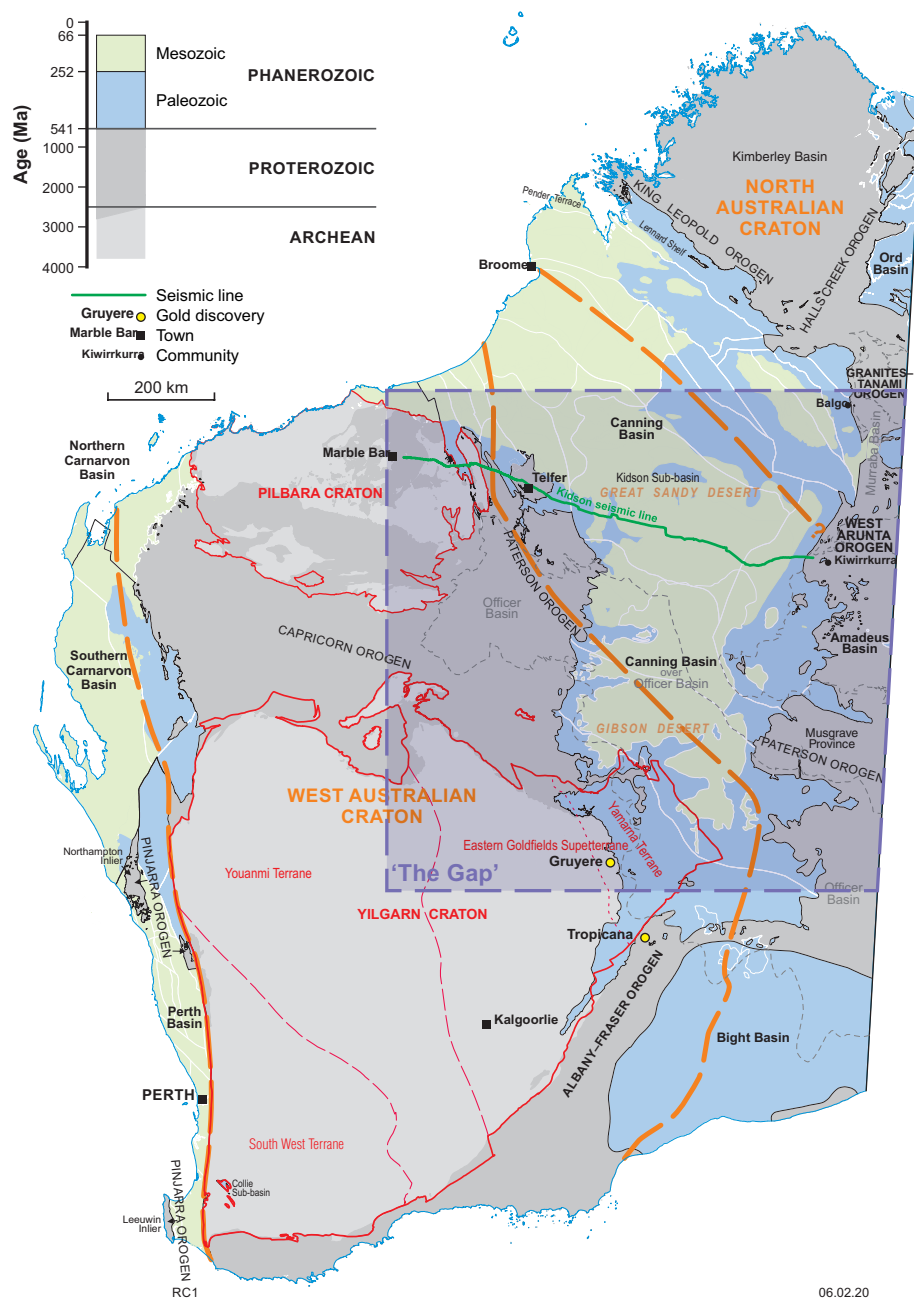 Age (Ma)
0
66
252
541
1000
2000
3000
4000
Mesozoic
Paleozoic
PHANEROZOIC
PROTEROZOIC
ARCHEAN
Seismic line
Gruyere
Gold discovery
Marble Bar
Town
Kiwirrkurra
Community
200 km
Kimberley Basin
NORTH
AUSTRALIAN
CRATON
Pender Terrace
KING LEOPOLD OROGEN
Lennard Shelf
HALLS CREEK OROGEN
Ord
Basin
Broome
GRANITES–
TANAMI
OROGEN
Balgo
Murraba Basin
Canning
Basin
Northern
Carnarvon
Basin
Marble Bar
PILBARA CRATON
Telfer
Kidson Sub-basin
GREAT SANDY DESERT
Kidson seismic line
WEST
ARUNTA
OROGEN
?
Kiwirrkurra
PATERSON OROGEN
Officer
Basin
CAPRICORN OROGEN
Amadeus
Basin
Southern
Carnarvon
Basin
Canning Basin
over
Officer Basin
GIBSON DESERT
Musgrave
Province
PATERSON OROGEN
WEST AUSTRALIAN
CRATON
Yamarna Terrane
Eastern Goldfields Superterrane
Gruyere
Northampton
Inlier
PINJARRA OROGEN
Youanmi Terrane
'The Gap'
Officer
Basin
YILGARN CRATON
Tropicana
Perth
Basin
Kalgoorlie
ALBANY–FRASER OROGEN
Bight Basin
PERTH
South West Terrane
Collie
Sub-basin
PINJARRA OROGEN
Leeuwin
Inlier
RC1
06.02.20